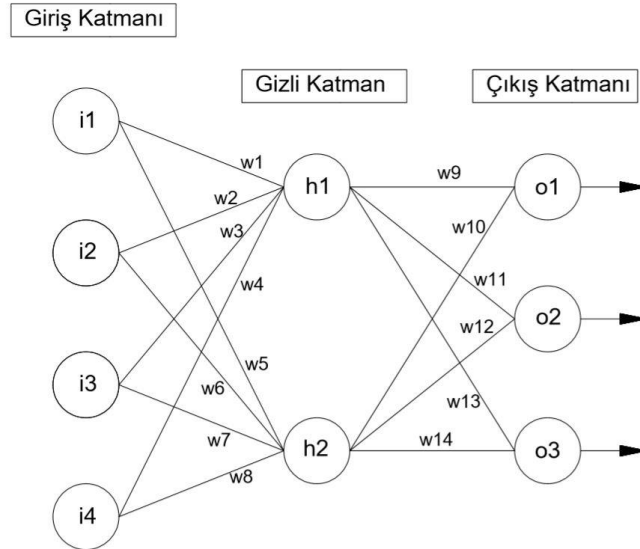 Giriş Katmanı
Gizli Katman
Çıkış Katmanı
i1
i2
i3
i4
w1
w2
w3
w4
w5
w6
w7
w8
h1
h2
w9
w10
w11
w12
w13
w14
o1
o2
o3